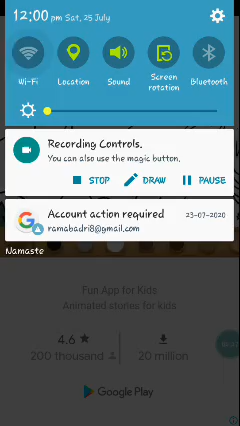 12:00 pm Sat, 25 July
Wi-Fi
Location
Sound
Screen
rotation
Bluetooth
Recording Controls.
You can also use the magic button.
STOP
DRAW
PAUSE
Account action required
23-07-2020
ramabadri8@gmail.com
Namaste
Fun App for Kids
Animated stories for kids
4.6 ★
200 thousand
20 million
Google Play